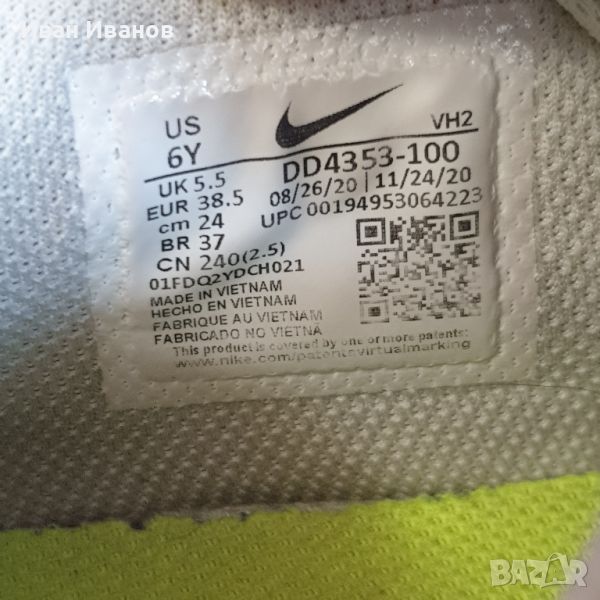 Иван Иванов
US
6Y
VH2
UK 5.5
EUR 38.5
cm 24
BR 37
CN 240(2.5)
DD4353-100
08/26/20 | 11/24/20
UPC 00194953064223
01FDQ2YDCH021
MADE IN VIETNAM
HECHO EN VIETNAM
FABRIQUE AU VIETNAM
FABRICADO NO VIETNA
This product is covered by one or more patents.
www.nike.com/patentsvirtualmarking
BAZAR